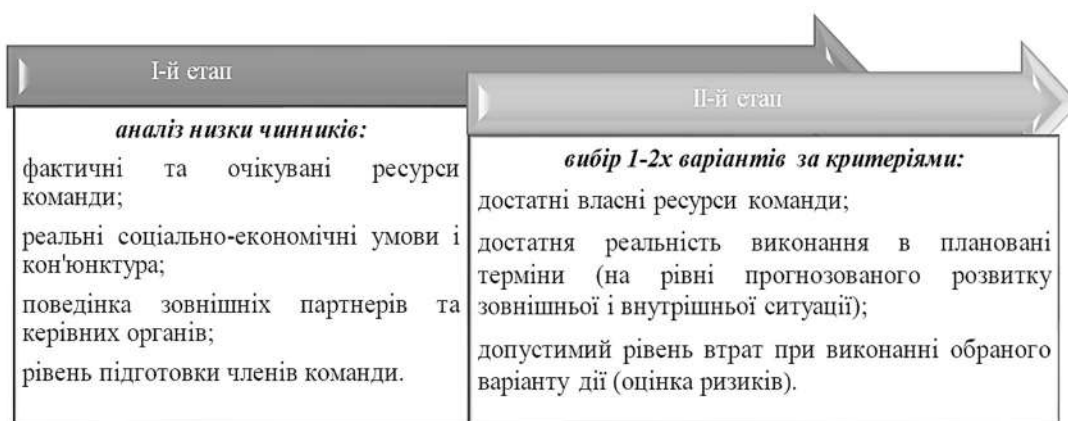 І-й етап
аналіз низки чинників:
фактичні та очікувані ресурси
команди;
реальні соціально-економічні умови і
кон'юнктура;
поведінка зовнішніх партнерів та
керівних органів;
рівень підготовки членів команди.
ІІ-й етап
вибір 1-2х варіантів за критеріями:
достатні власні ресурси команди;
достатня реальність виконання в плановані
терміни (на рівні прогнозованого розвитку
зовнішньої і внутрішньої ситуації);
допустимий рівень втрат при виконанні обраного
варіанту дії (оцінка ризиків).